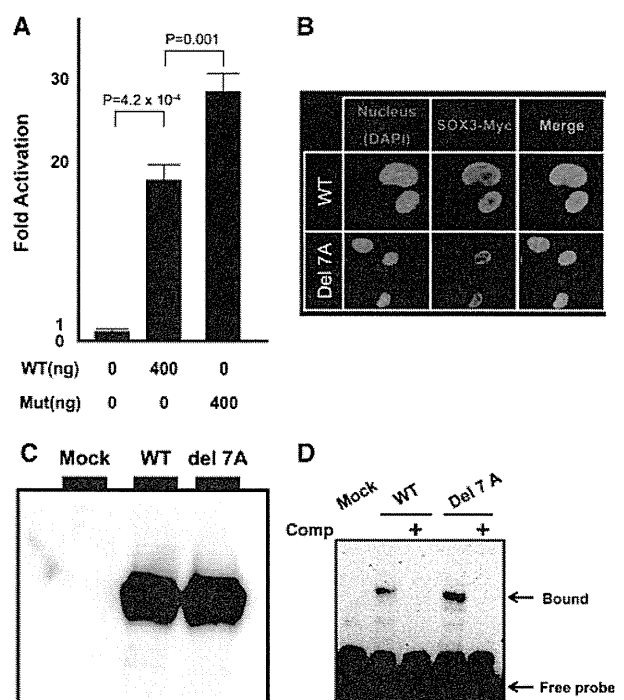 A
P=0.001
P=4.2 x 10-4
30
20
1
0
Fold Activation
WT(ng) 0 400 0
Mut(ng) 0 0 400
B
Nucleus (DAPI)
SOX3-Myc
Merge
WT
Del 7A
C
Mock WT del 7A
D
Mock WT Del 7 A
Comp + +
Bound
Free probe